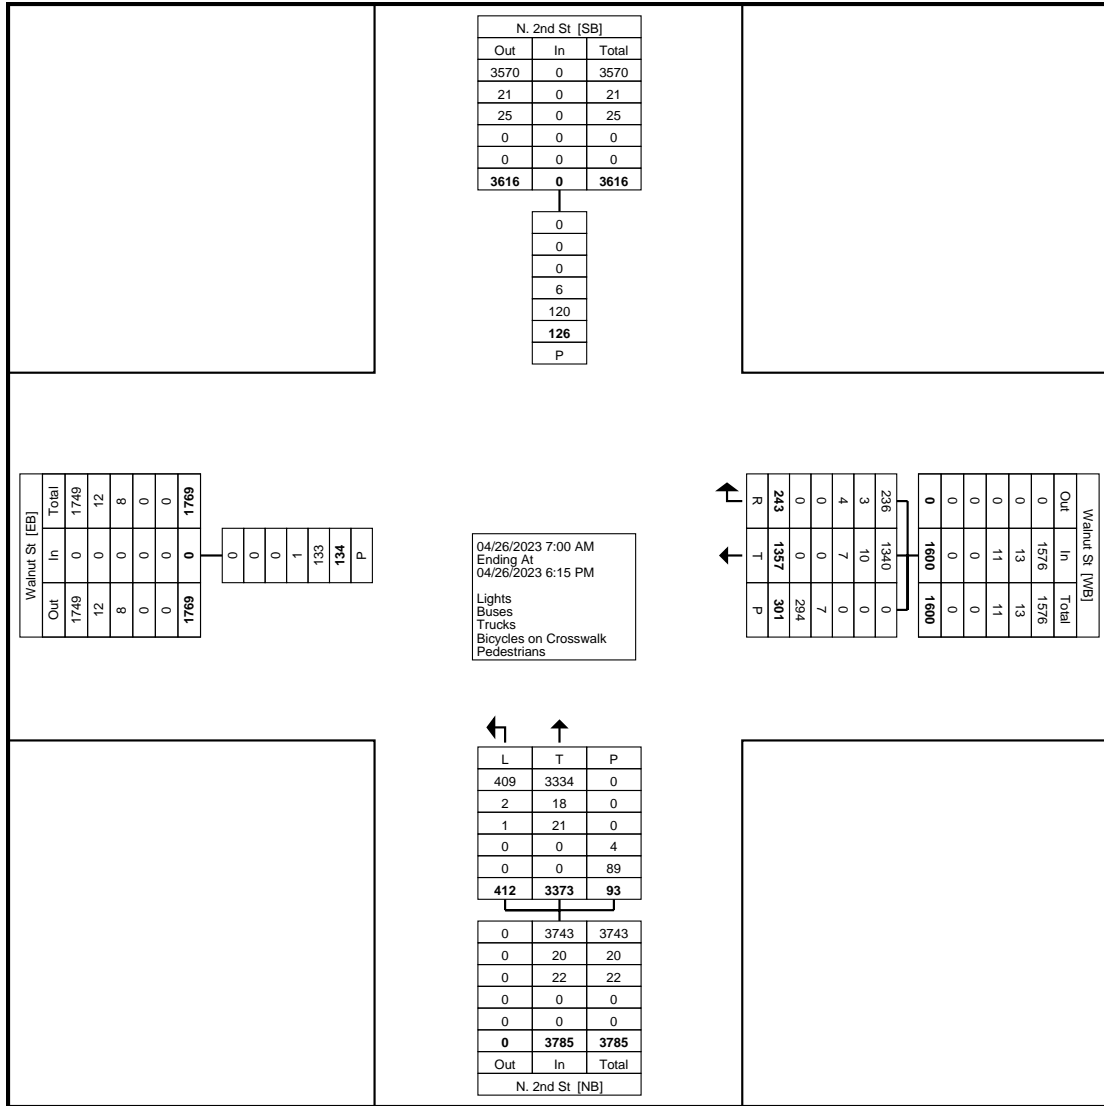 N. 2nd St [SB]
Out In Total
3570 0 3570
21 0 21
25 0 25
0 0 0
0 0 0
3616 0 3616
0
0
0
6
120
126
P
Walnut St [EB]
Total 1749 12 8 0 0 1769
In 0 0 0 0 0 0
Out 1749 12 8 0 0 1769
0 0 0 1 133 134 P
04/26/2023 7:00 AM
Ending At
04/26/2023 6:15 PM
Lights
Buses
Trucks
Bicycles on Crosswalk
Pedestrians
R 243 0 0 4 3 236
T 1357 0 0 7 10 1340
P 301 294 7 0 0 0
0 0 0 0 0 0 Out
1600 0 0 11 13 1576 In
1600 0 0 11 13 1576 Total
Walnut St [WB]
L T P
409 3334 0
2 18 0
1 21 0
0 0 4
0 0 89
412 3373 93
0 3743 3743
0 20 20
0 22 22
0 0 0
0 0 0
0 3785 3785
Out In Total
N. 2nd St [NB]